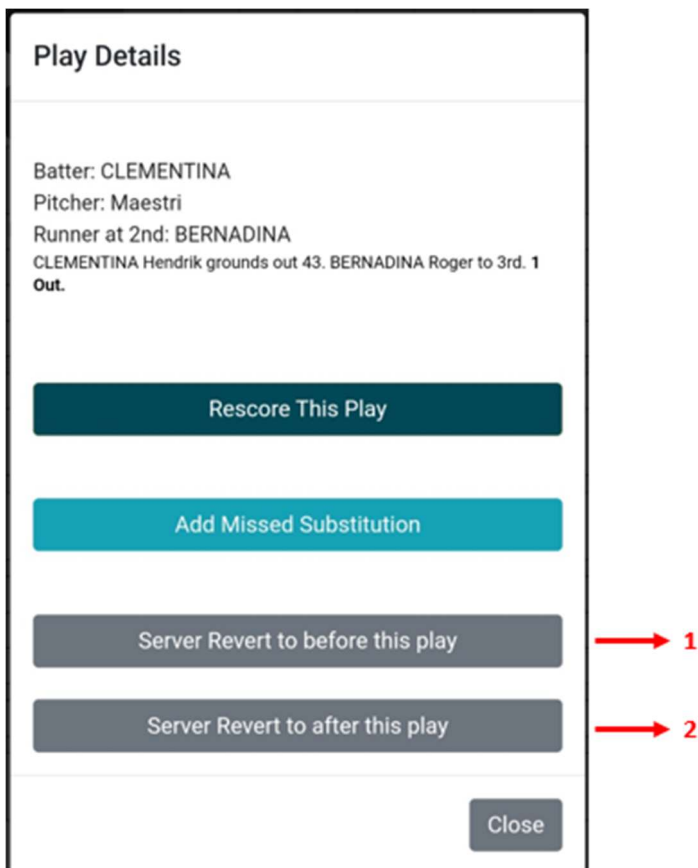 Play Details
Batter: CLEMENTINA
Pitcher: Maestri
Runner at 2nd: BERNADINA
CLEMENTINA Hendrik grounds out 43. BERNADINA Roger to 3rd. 1
Out.
Rescore This Play
Add Missed Substitution
Server Revert to before this play
1
Server Revert to after this play
2
Close